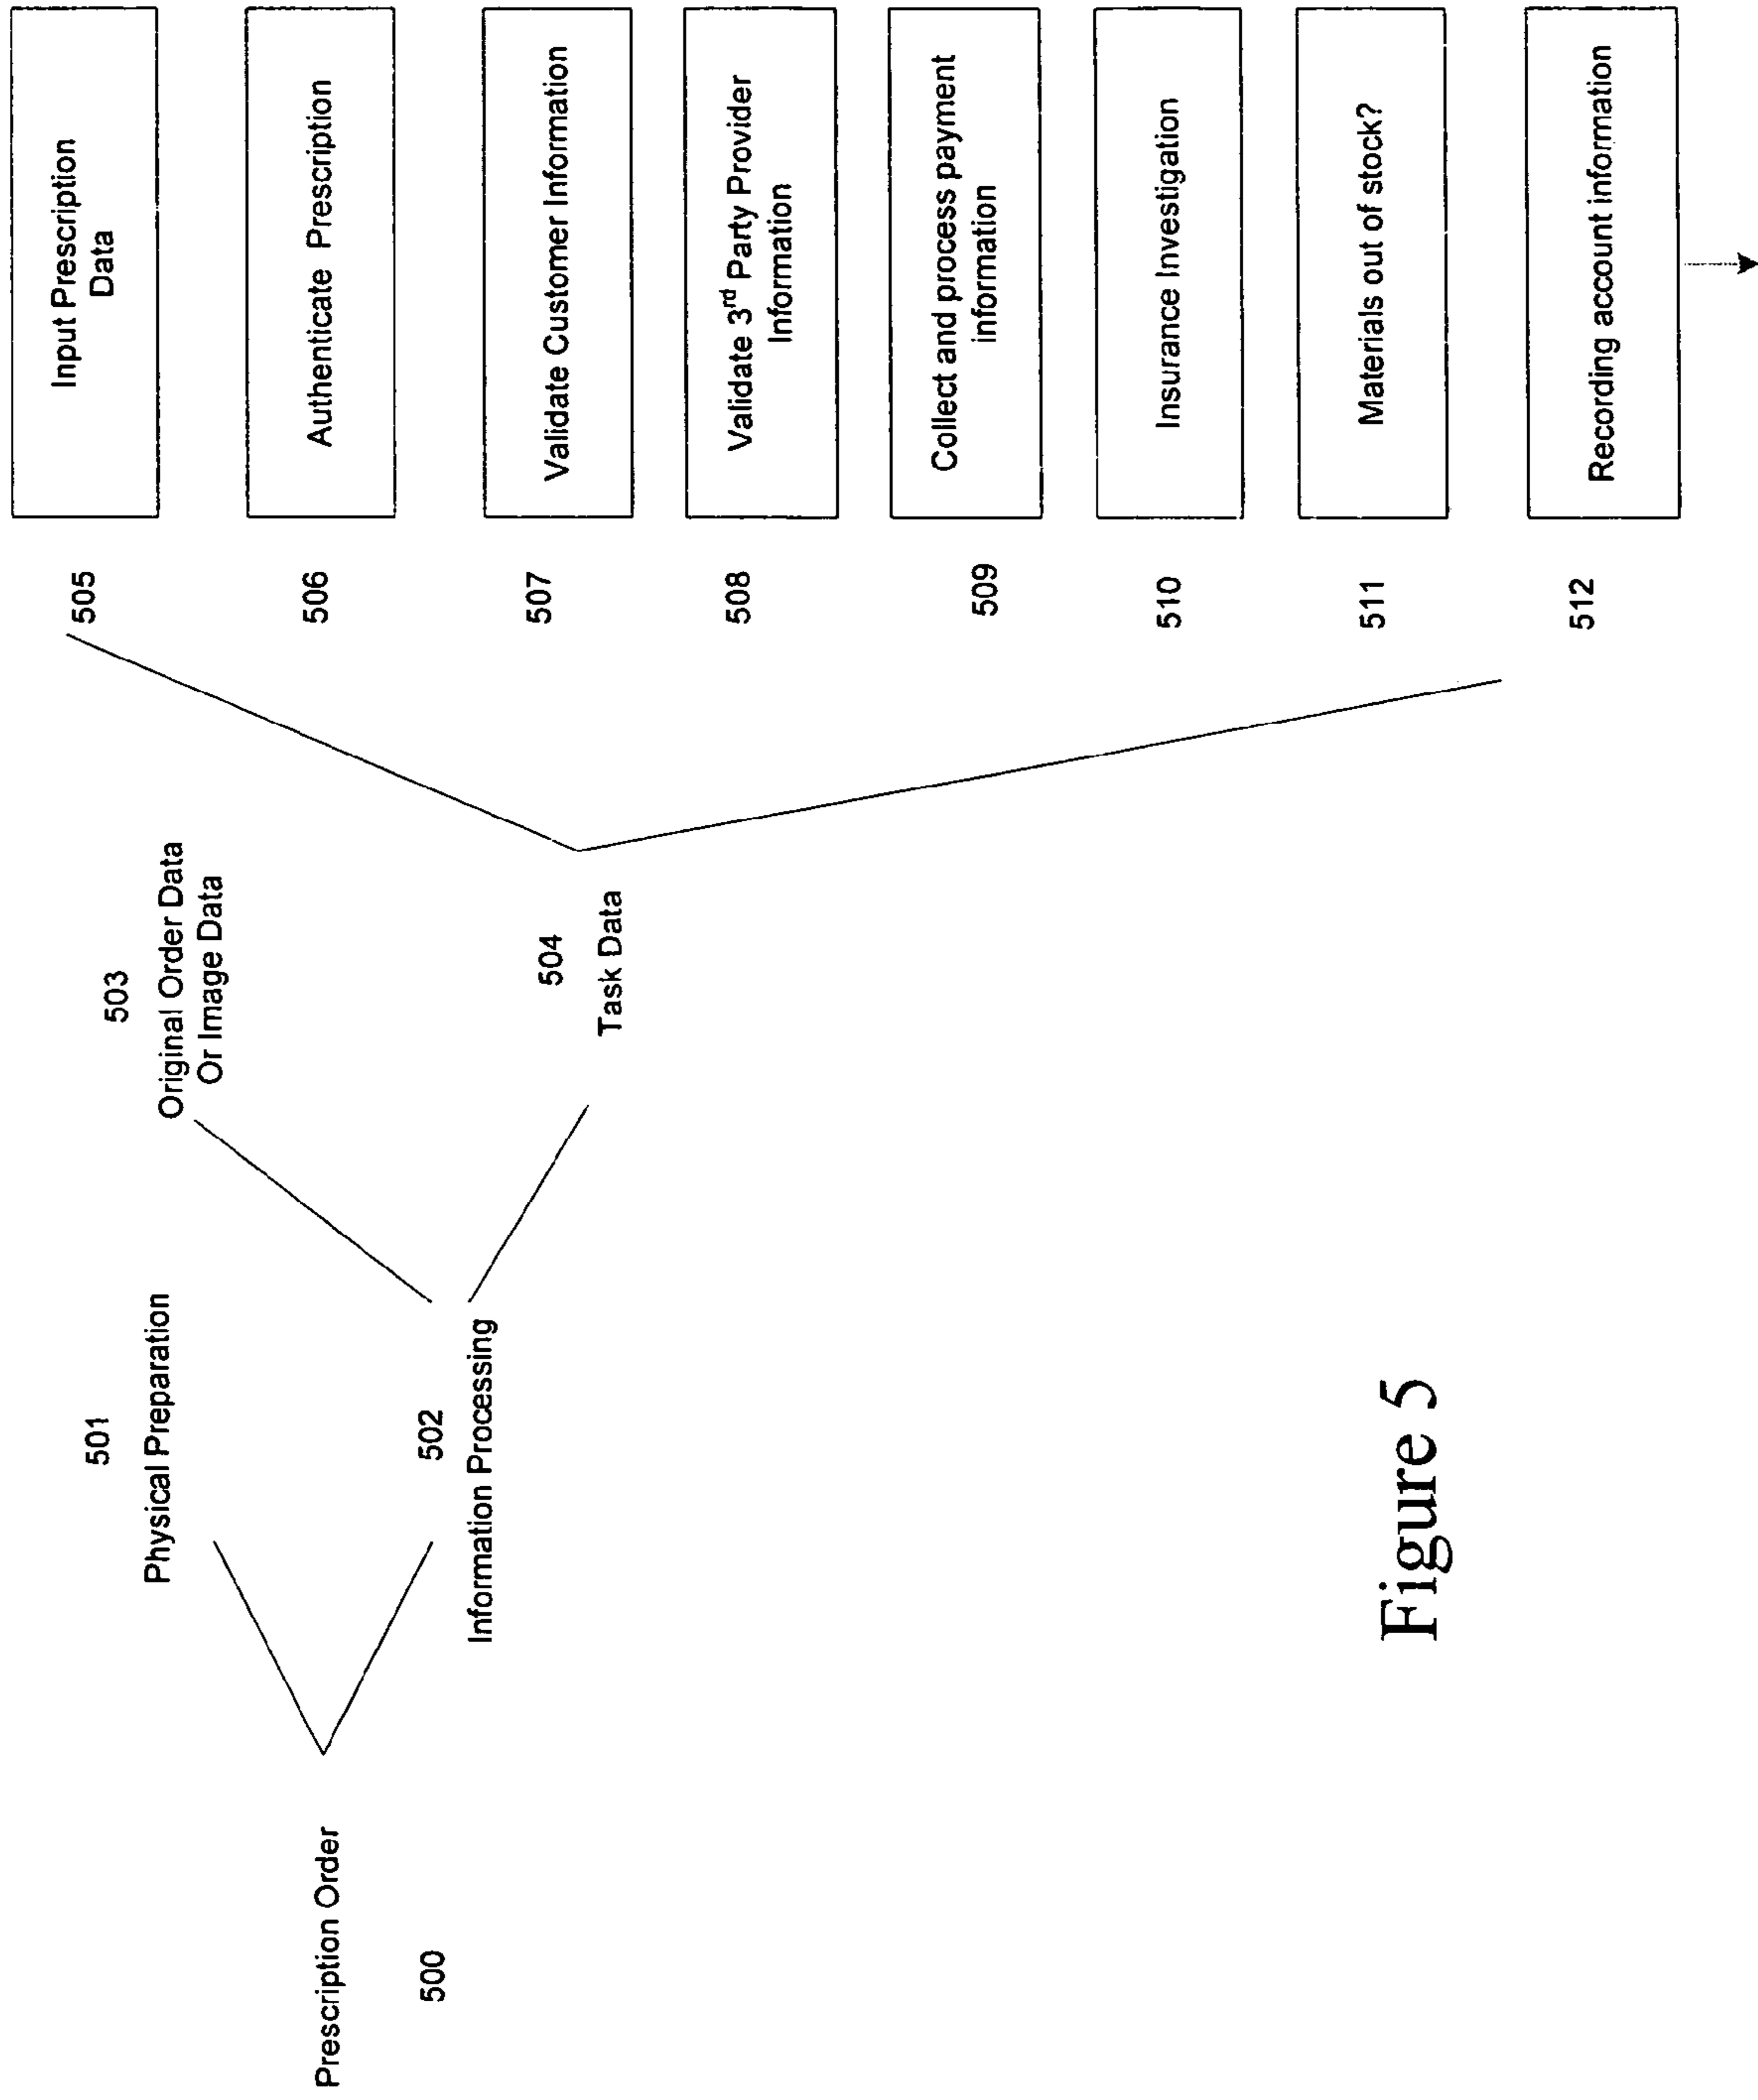 Prescription Order
500
501
Physical Preparation
502
Information Processing
503
Original Order Data
Or Image Data
504
Task Data
505
Input Prescription
Data
506
Authenticate Prescription
507
Validate Customer Information
508
Validate 3rd Party Provider
Information
509
Collect and process payment
information
510
Insurance Investigation
511
Materials out of stock?
512
Recording account information
Figure 5